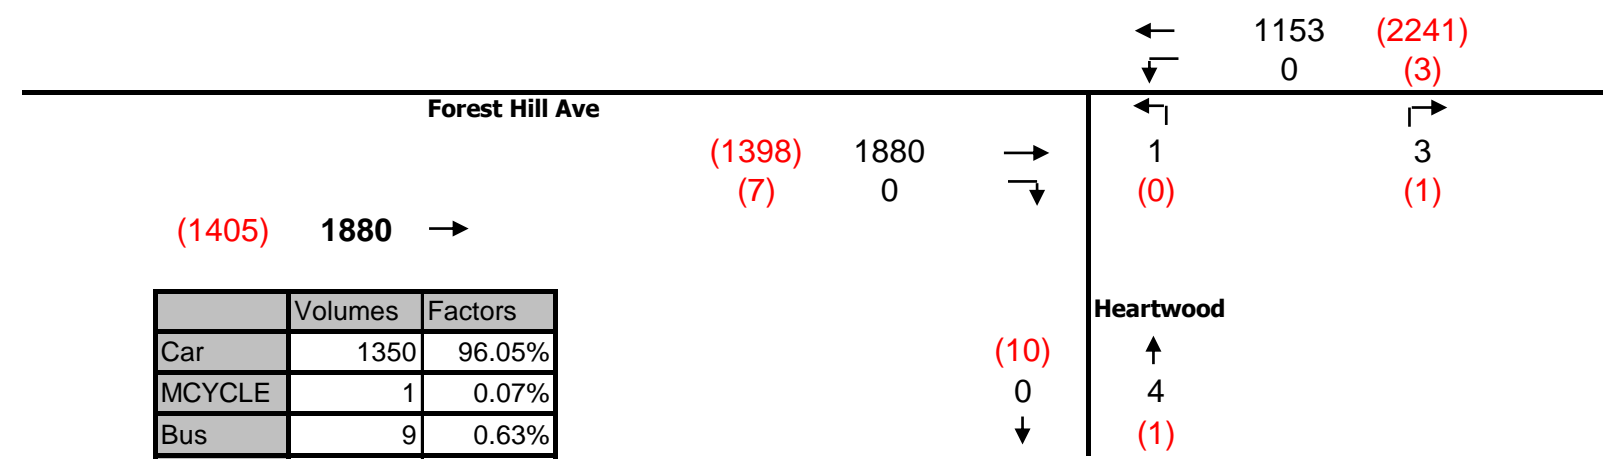 1153 (2241)
0 (3)
Forest Hill Ave
(1398) 1880 1 3
(7) 0 (0) (1)
(1405) 1880
Volumes Factors
Heartwood
Car 1350 96.05% (10)
MCYCLE 1 0.07% 0 4
Bus 9 0.63% (1)